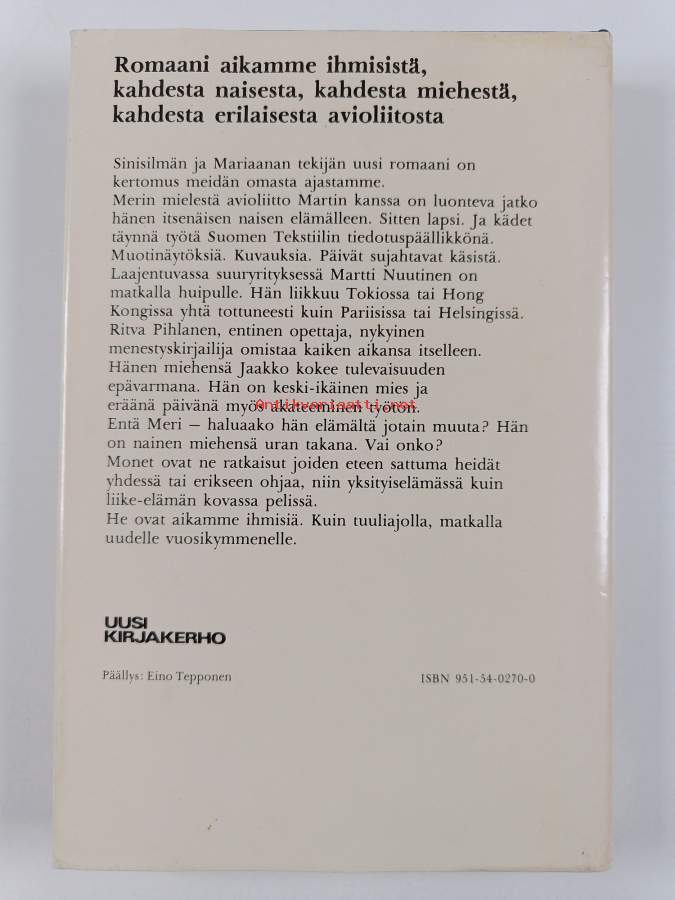 Romaani aikamme ihmisistä,
kahdesta naisesta, kahdesta miehestä,
kahdesta erilaisesta avioliitosta
Sinisilmän ja Mariaanan tekijän uusi romaani on
kertomus meidän omasta ajastamme.
Merin mielestä avioliitto Martin kanssa on luonteva jatko
hänen itsenäisen naisen elämälleen. Sitten lapsi. Ja kädet
täynnä työtä Suomen Tekstiilin tiedotuspäällikkönä.
Muotinäytöksiä. Kuvauksia. Päivät sujahtavat käsistä.
Laajentuvassa suuryrityksessä Martti Nuutinen on
matkalla huipulle. Hän liikkuu Tokiossa tai Hong
Kongissa yhtä tottuneesti kuin Pariisissa tai Helsingissä.
Ritva Pihlanen, entinen opettaja, nykyinen
menestyskirjailija omistaa kaiken aikansa itselleen.
Hänen miehensä Jaakko kokee tulevaisuuden
epävarmana. Hän on keski-ikäinen mies ja
eräänä päivänä myös akateeminen työtön.
Antikvariaatti.net
Entä Meri – haluaako hän elämältä jotain muuta? Hän
on nainen miehensä uran takana. Vai onko?
Monet ovat ne ratkaisut joiden eteen sattuma heidät
yhdessä tai erikseen ohjaa, niin yksityiselämässä kuin
liike-elämän kovassa pelissä.
He ovat aikamme ihmisiä. Kuin tuuliajolla, matkalla
uudelle vuosikymmenelle.
UUSI
KIRJAKERHO
Päällys: Eino Tepponen
ISBN 951-54-0270-0